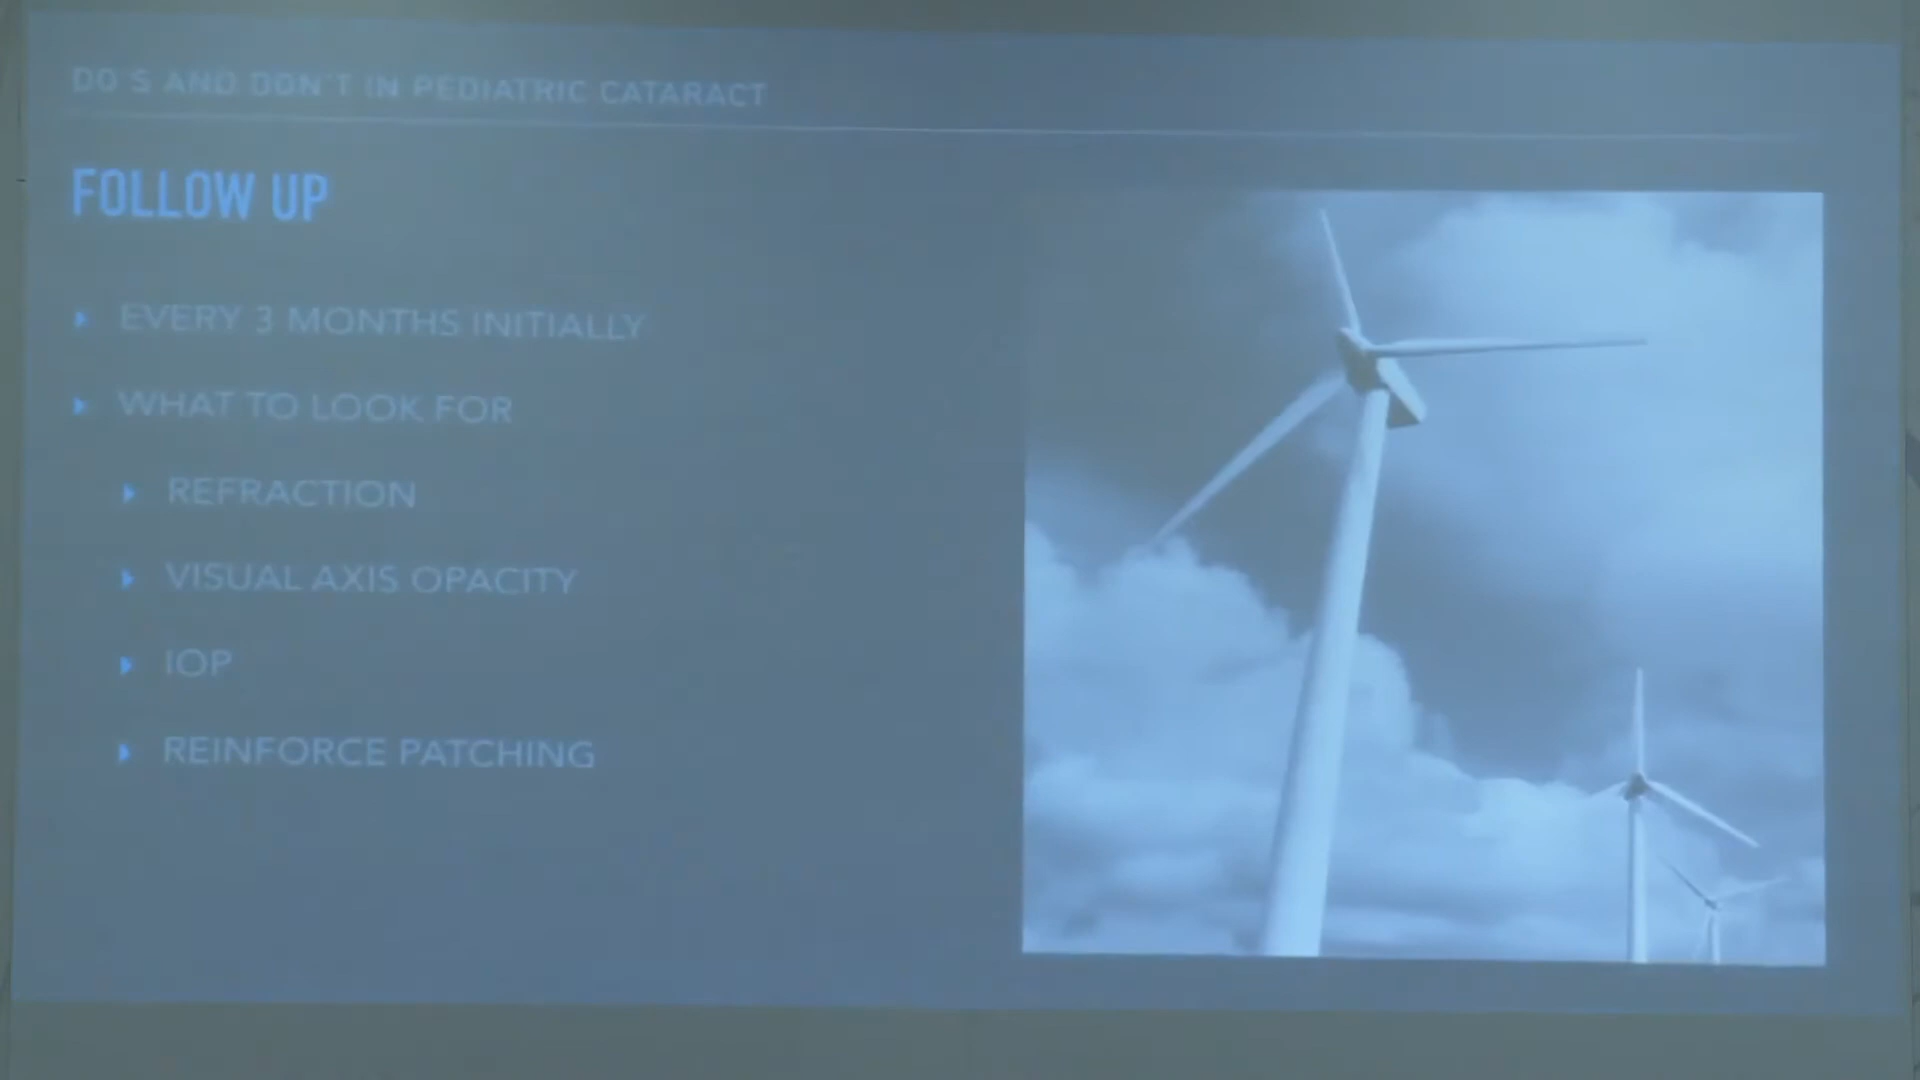 DO S AND DON'T IN PEDIATRIC CATARACT
FOLLOW UP
EVERY 3 MONTHS INITIALLY
WHAT TO LOOK FOR
REFRACTION
VISUAL AXIS OPACITY
IOP
REINFORCE PATCHING